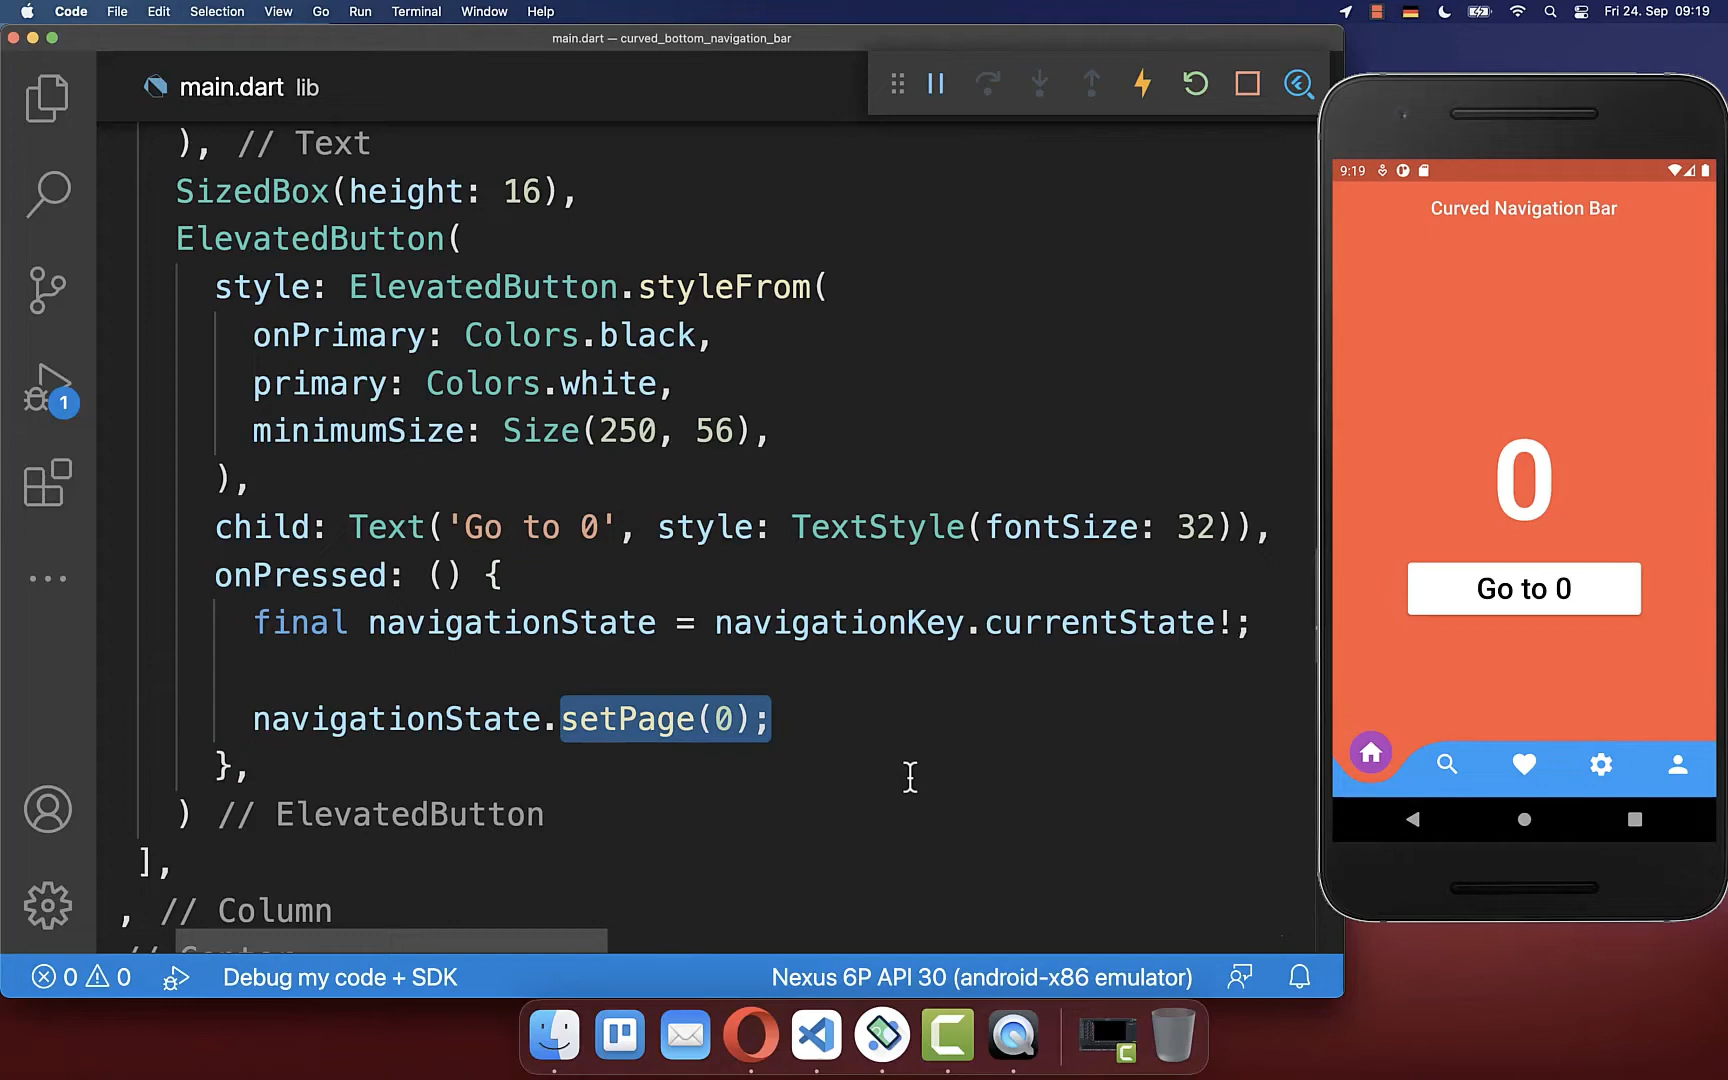 Code File Edit Selection View Go Run Terminal Window Help Fri 24. Sep 09:19
main.dart — curved_bottom_navigation_bar
main.dart lib
), // Text
SizedBox(height: 16),
ElevatedButton(
style: ElevatedButton.styleFrom(
onPrimary: Colors.black,
primary: Colors.white,
minimumSize: Size(250, 56),
),
child: Text('Go to 0', style: TextStyle(fontSize: 32)),
onPressed: () {
final navigationState = navigationKey.currentState!;
navigationState.setPage(0);
},
) // ElevatedButton
],
, // Column
// Center
1
0 0 Debug my code + SDK Nexus 6P API 30 (android-x86 emulator)
9:19
Curved Navigation Bar
0
Go to 0